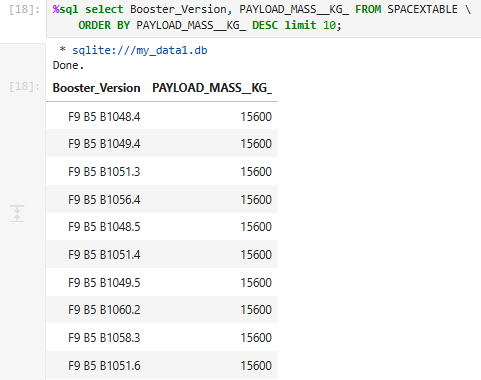 [18]: %sql select Booster_Version, PAYLOAD_MASS__KG_ FROM SPACEXTABLE \
ORDER BY PAYLOAD_MASS__KG_ DESC limit 10;
* sqlite:///my_data1.db
Done.
[18]: Booster_Version PAYLOAD_MASS__KG_
F9 B5 B1048.4 15600
F9 B5 B1049.4 15600
F9 B5 B1051.3 15600
F9 B5 B1056.4 15600
F9 B5 B1048.5 15600
F9 B5 B1051.4 15600
F9 B5 B1049.5 15600
F9 B5 B1060.2 15600
F9 B5 B1058.3 15600
F9 B5 B1051.6 15600